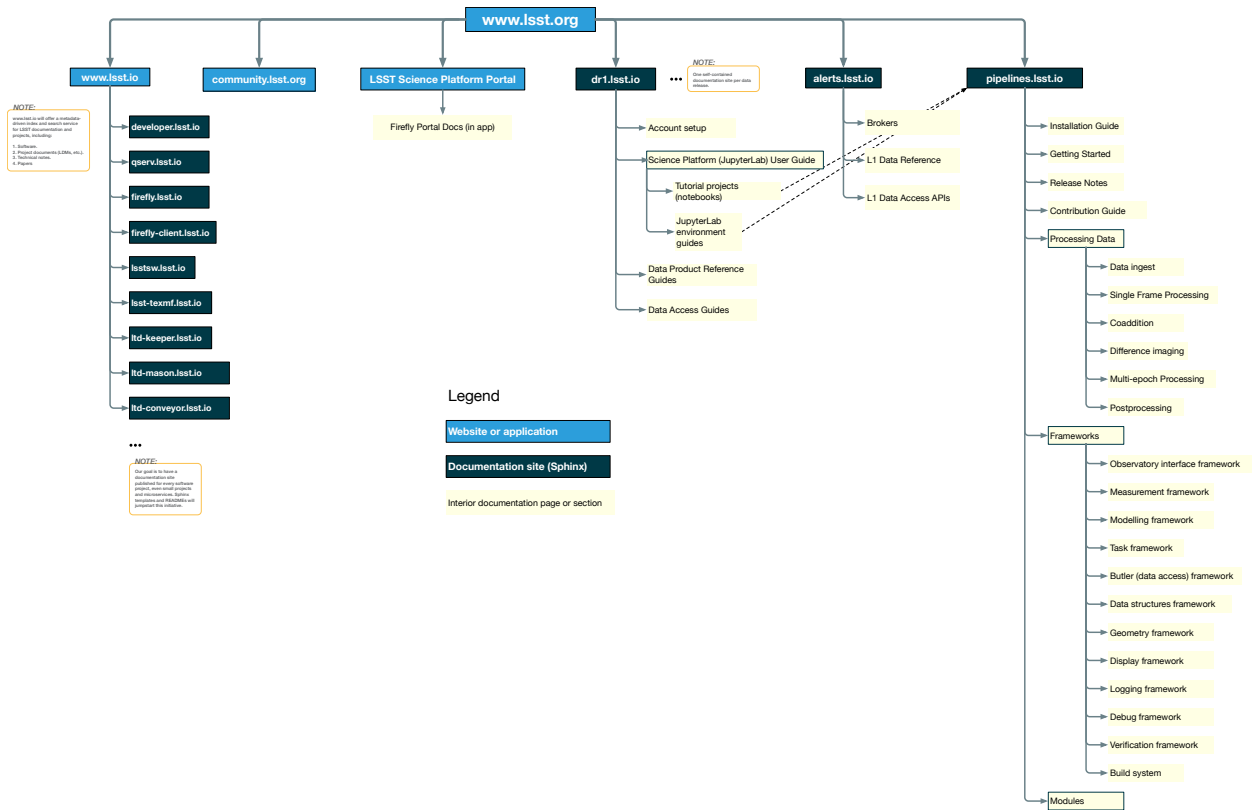 www.lsst.org
www.lsst.io
community.lsst.org
LSST Science Platform Portal
dr1.lsst.io
...
NOTE:
One self-contained
documentation site per data
release.
alerts.lsst.io
pipelines.lsst.io
NOTE:
www.lsst.io will offer a metadata-
driven index and search service
for LSST documentation and
projects, including:
1. Software.
2. Project documents (LDMs, etc.).
3. Technical notes.
4. Papers
developer.lsst.io
qserv.lsst.io
firefly.lsst.io
firefly-client.lsst.io
lsstsw.lsst.io
lsst-texmf.lsst.io
ltd-keeper.lsst.io
ltd-mason.lsst.io
ltd-conveyor.lsst.io
...
NOTE:
Our goal is to have a
documentation site
published for every software
project, even small projects
and microservices. Sphinx
templates and READMEs will
jumpstart this initiative.
Firefly Portal Docs (in app)
Account setup
Science Platform (JupyterLab) User Guide
Tutorial projects
(notebooks)
JupyterLab
environment
guides
Data Product Reference
Guides
Data Access Guides
Brokers
L1 Data Reference
L1 Data Access APIs
Installation Guide
Getting Started
Release Notes
Contribution Guide
Processing Data
Data ingest
Single Frame Processing
Coaddition
Difference imaging
Multi-epoch Processing
Postprocessing
Frameworks
Observatory interface framework
Measurement framework
Modelling framework
Task framework
Butler (data access) framework
Data structures framework
Geometry framework
Display framework
Logging framework
Debug framework
Verification framework
Build system
Modules
Legend
Website or application
Documentation site (Sphinx)
Interior documentation page or section